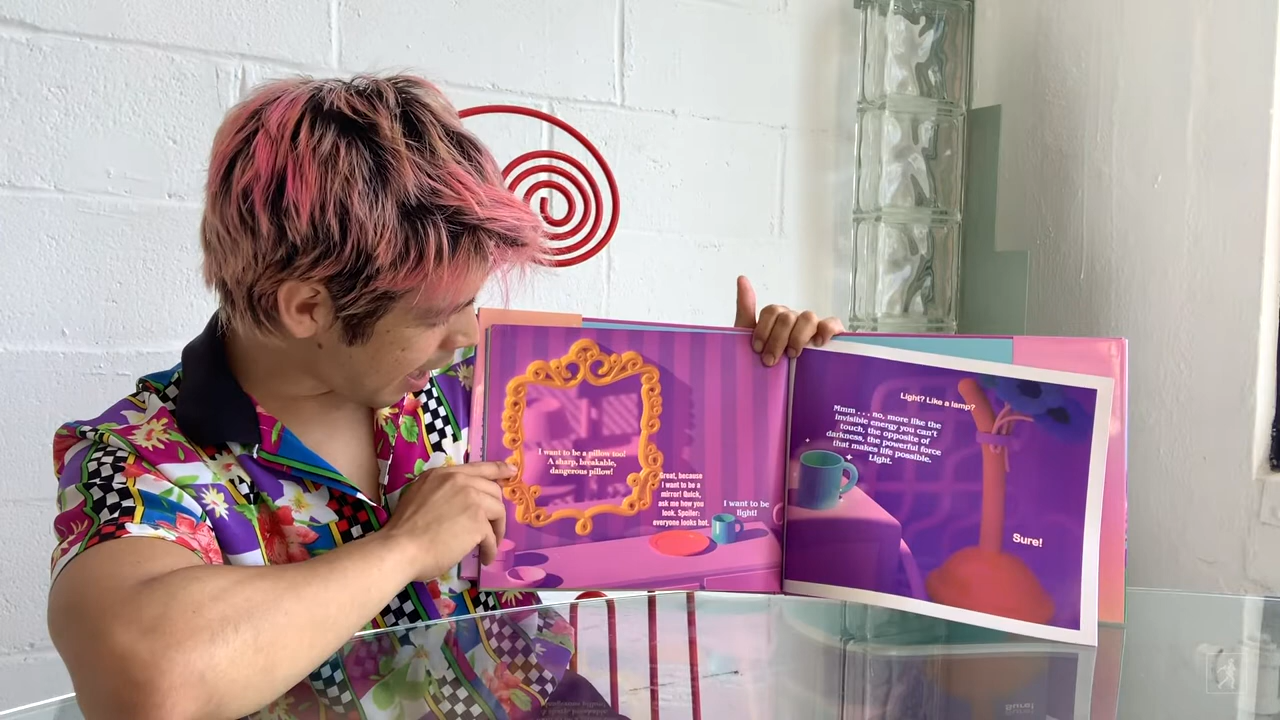 I want to be a pillow too!
A sharp, breakable,
dangerous pillow!
Great, because
I want to be a
mirror! Quick,
ask me how you
look. Spoiler:
everyone looks hot.
I want to be
light!
Light? Like a lamp?
Mmm . . . no, more like the
invisible energy you can't
touch, the opposite of
darkness, the powerful force
that makes life possible.
Light.
Sure!